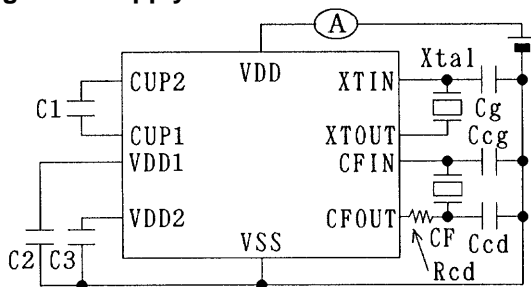 A
VDD
Xtal
CUP2
XTIN
C1
Cg
CUP1
XTOUT
Ccg
VDD1
CFIN
VDD2
CFOUT
VSS
CF
Ccd
C2
C3
Rcd